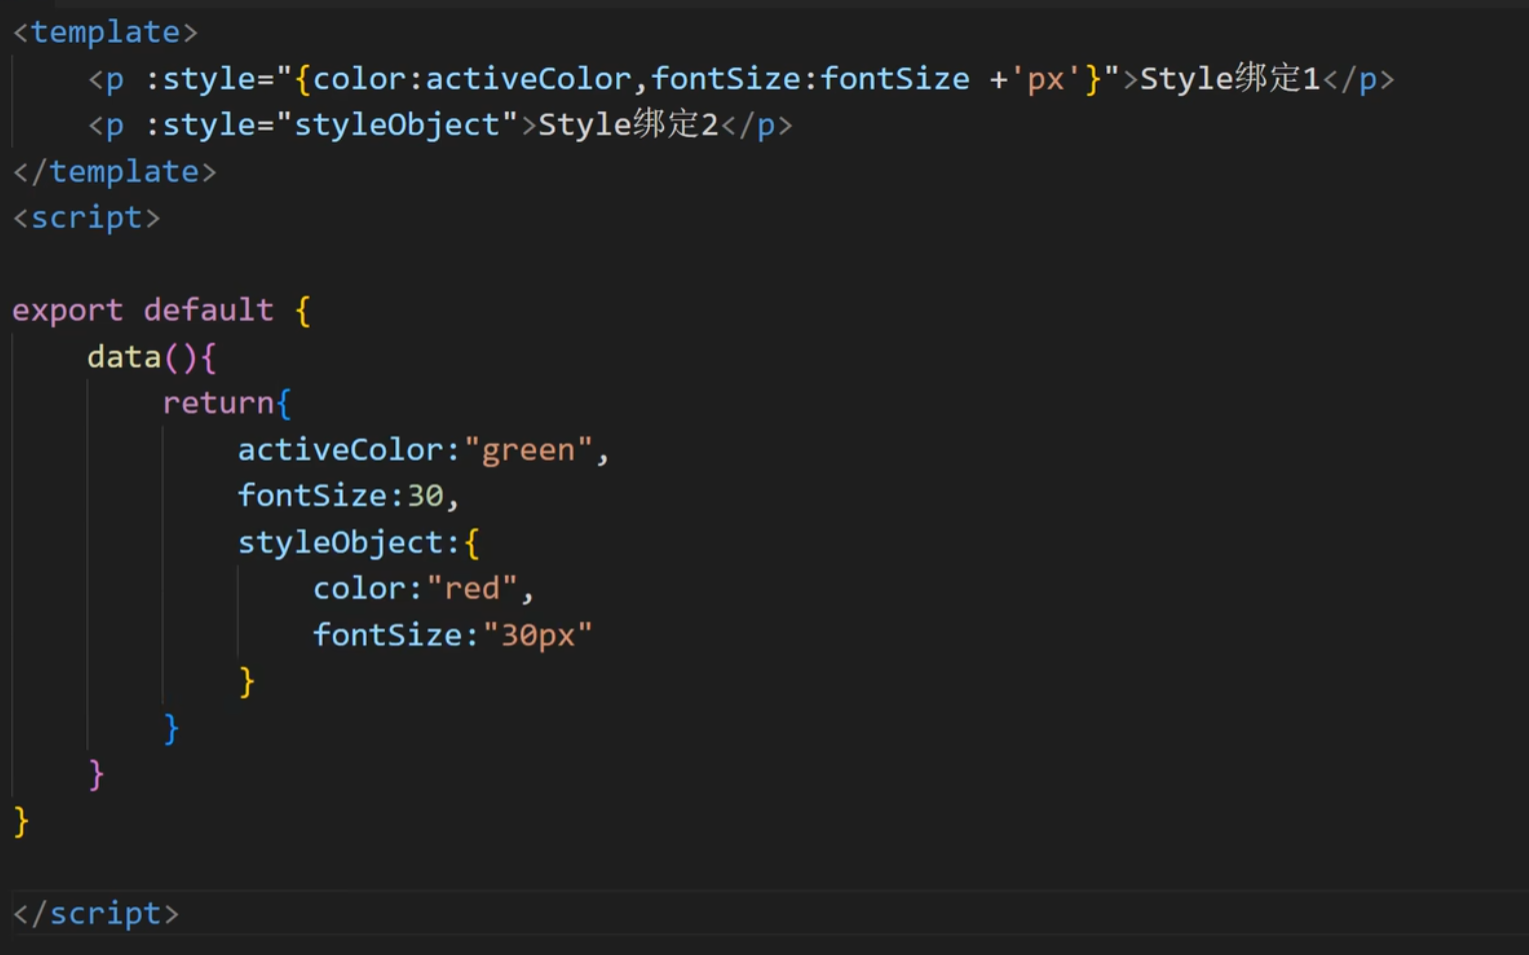 <template>
    <p :style="{color:activeColor,fontSize:fontSize +'px'}">Style绑定1</p>
    <p :style="styleObject">Style绑定2</p>
</template>
<script>

export default {
    data(){
        return{
            activeColor:"green",
            fontSize:30,
            styleObject:{
                color:"red",
                fontSize:"30px"
            }
        }
    }
}

</script>